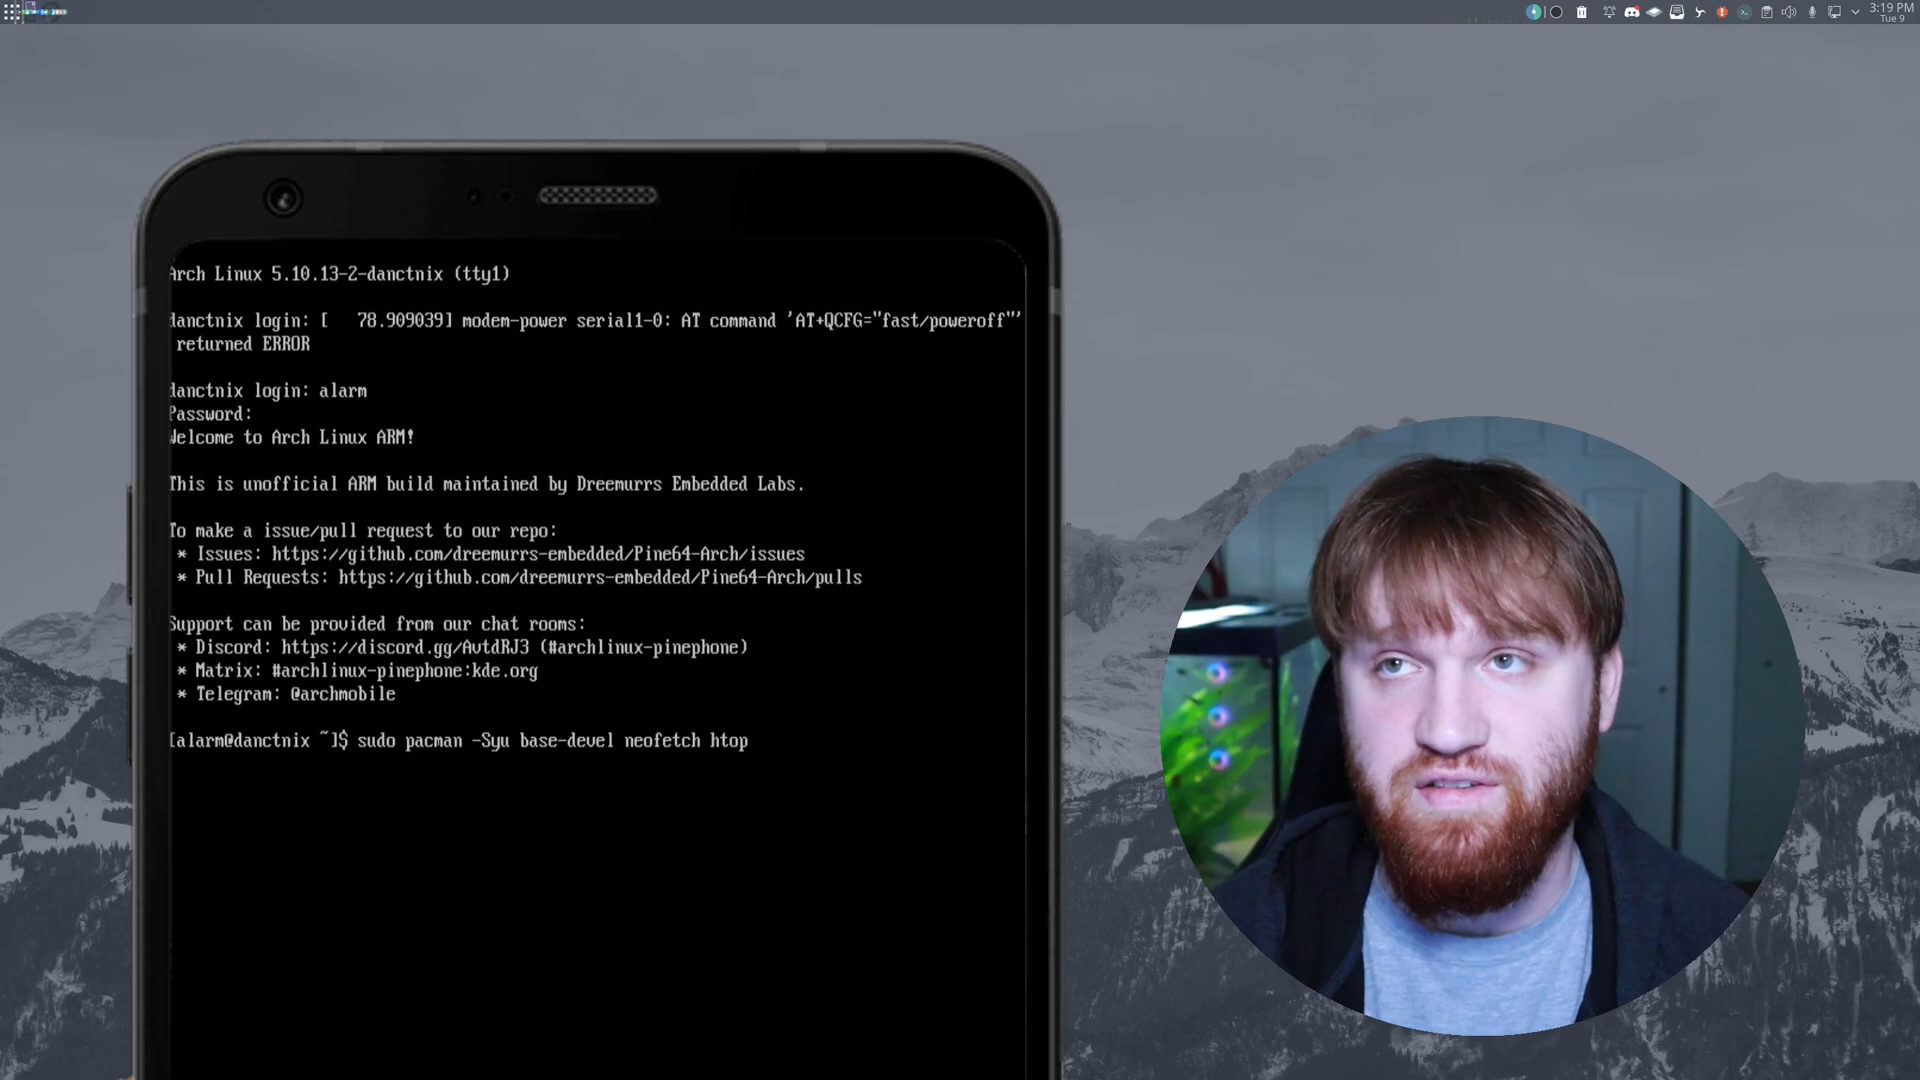 3:19 PM
Tue 9
Arch Linux 5.10.13-2-danctnix (tty1)
danctnix login: [   78.909039] modem-power serial1-0: AT command 'AT+QCFG="fast/poweroff"'
returned ERROR
danctnix login: alarm
Password:
Welcome to Arch Linux ARM!
This is unofficial ARM build maintained by Dreemurrs Embedded Labs.
To make a issue/pull request to our repo:
* Issues: https://github.com/dreemurrs-embedded/Pine64-Arch/issues
* Pull Requests: https://github.com/dreemurrs-embedded/Pine64-Arch/pulls
Support can be provided from our chat rooms:
* Discord: https://discord.gg/AvtdRJ3 (#archlinux-pinephone)
* Matrix: #archlinux-pinephone:kde.org
* Telegram: @archmobile
[alarm@danctnix ~]$ sudo pacman -Syu base-devel neofetch htop